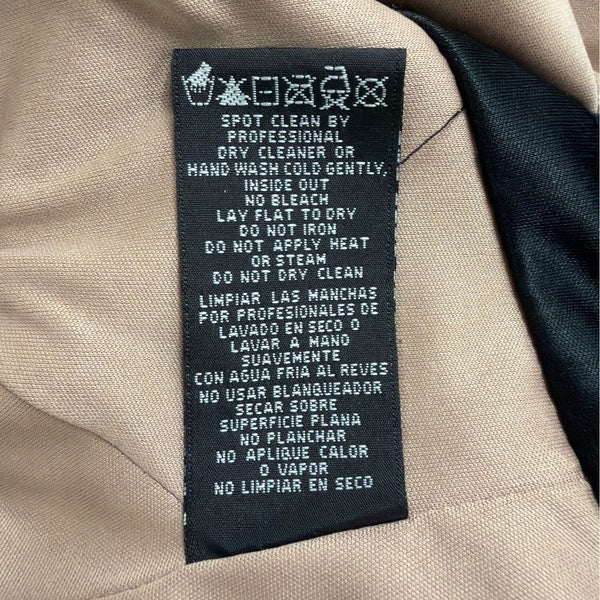 SPOT CLEAN BY
PROFESSIONAL
DRY CLEANER OR
HAND WASH COLD GENTLY,
INSIDE OUT
NO BLEACH
LAY FLAT TO DRY
DO NOT IRON
DO NOT APPLY HEAT
OR STEAM
DO NOT DRY CLEAN
LIMPIAR LAS MANCHAS
POR PROFESIONALES DE
LAVADO EN SECO O
LAVAR A MANO
SUAVEMENTE
CON AGUA FRIA AL REVES
NO USAR BLANQUEADOR
SECAR SOBRE
SUPERFICIE PLANA
NO PLANCHAR
NO APLIQUE CALOR
O VAPOR
NO LIMPIAR EN SECO